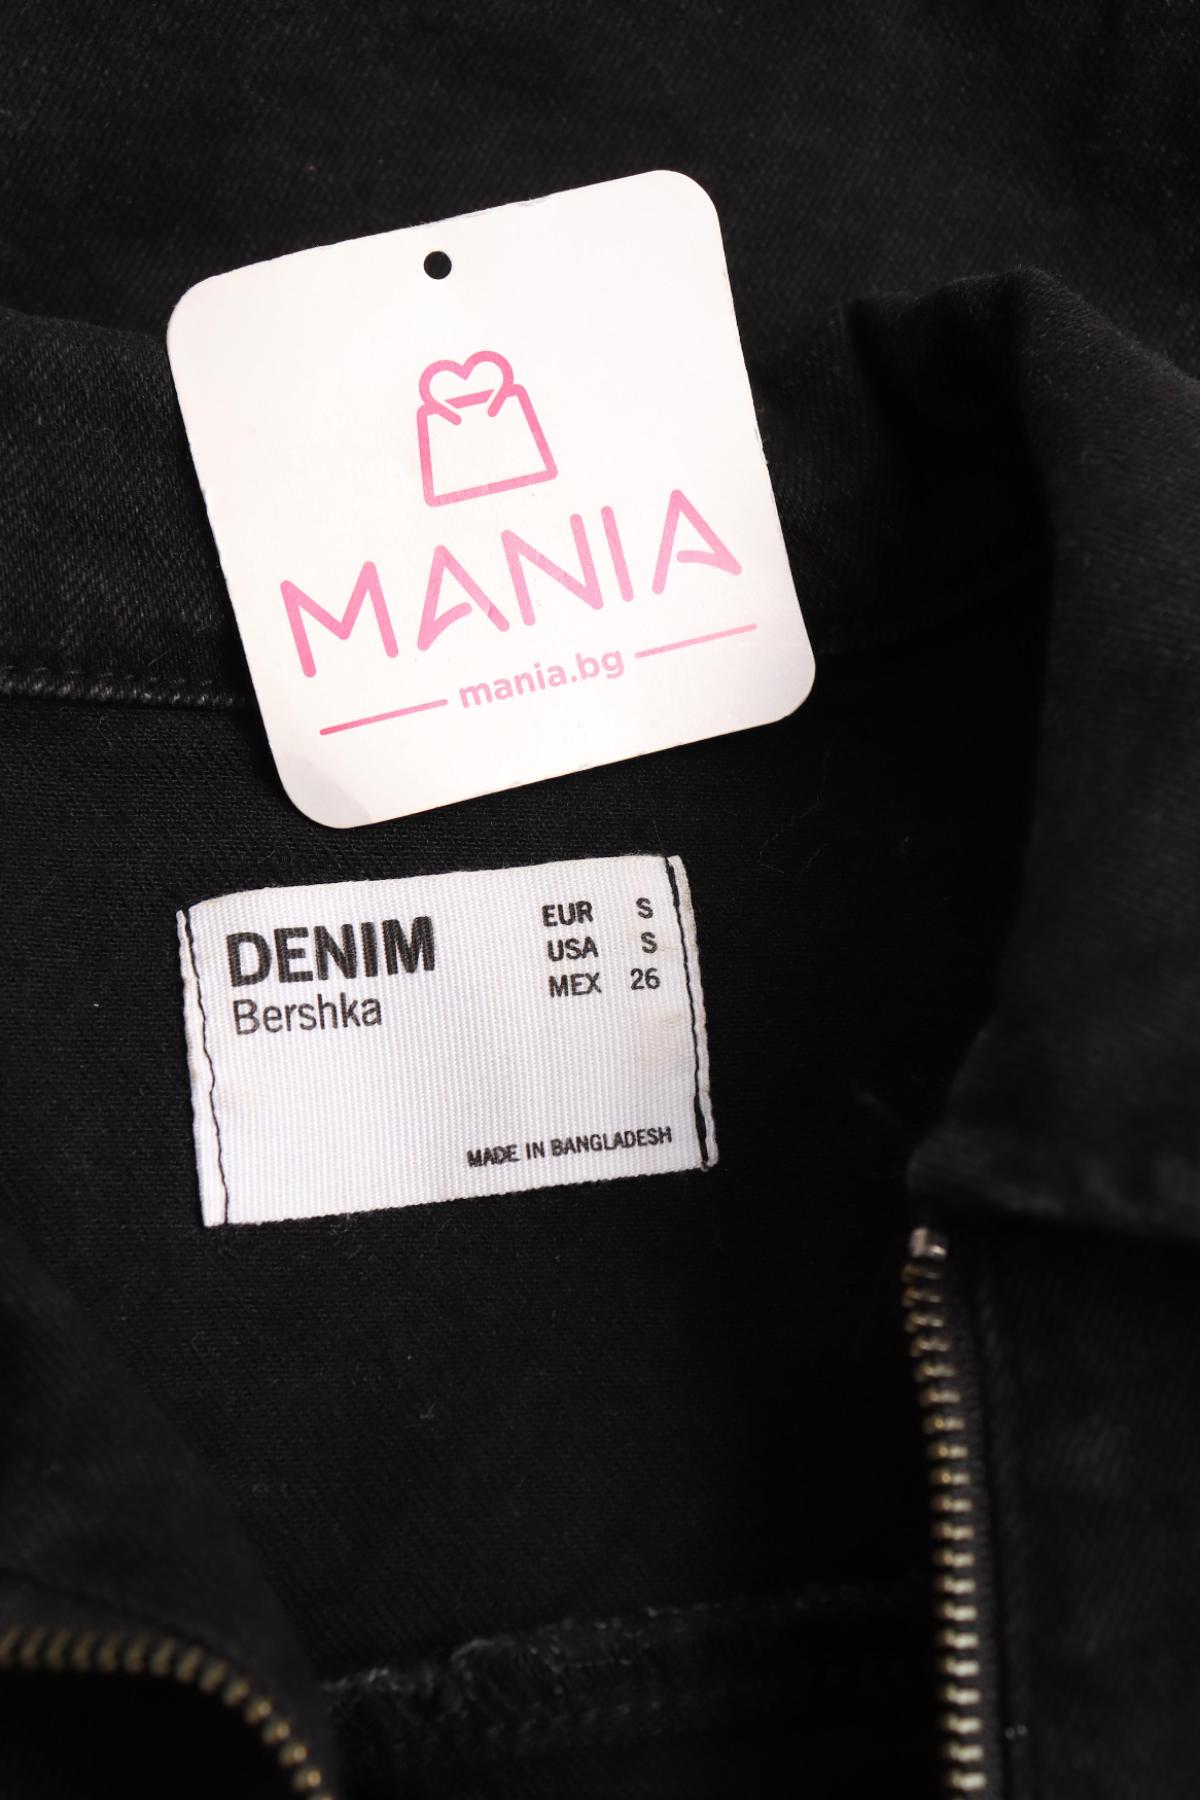 MANIA
mania.bg
DENIM
Bershka
EUR S
USA S
MEX 26
MADE IN BANGLADESH